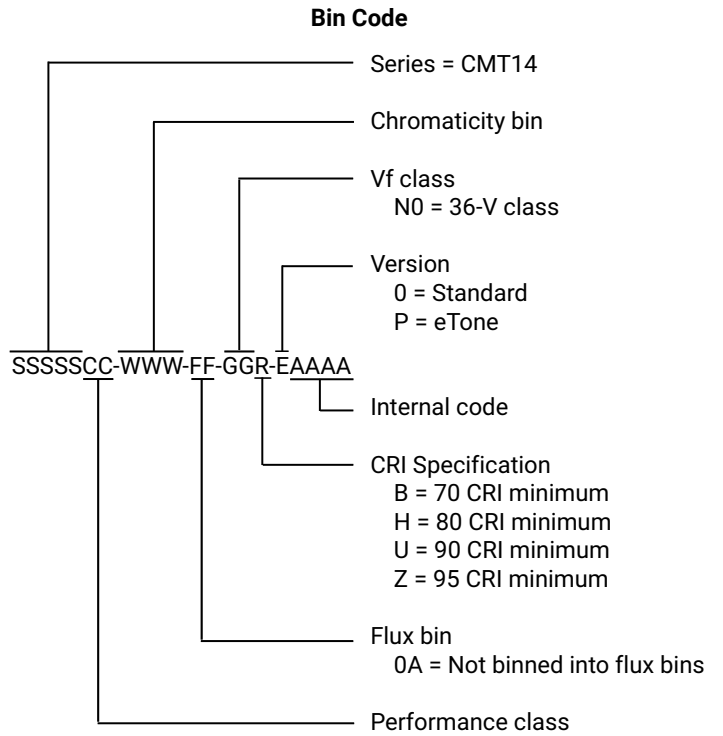 Bin Code
Series = CMT14
Chromaticity bin
Vf class
N0 = 36-V class
Version
0 = Standard
P = eTone
SSSSSCC-WWW-FF-GGR-EAAAA
Internal code
CRI Specification
B = 70 CRI minimum
H = 80 CRI minimum
U = 90 CRI minimum
Z = 95 CRI minimum
Flux bin
0A = Not binned into flux bins
Performance class